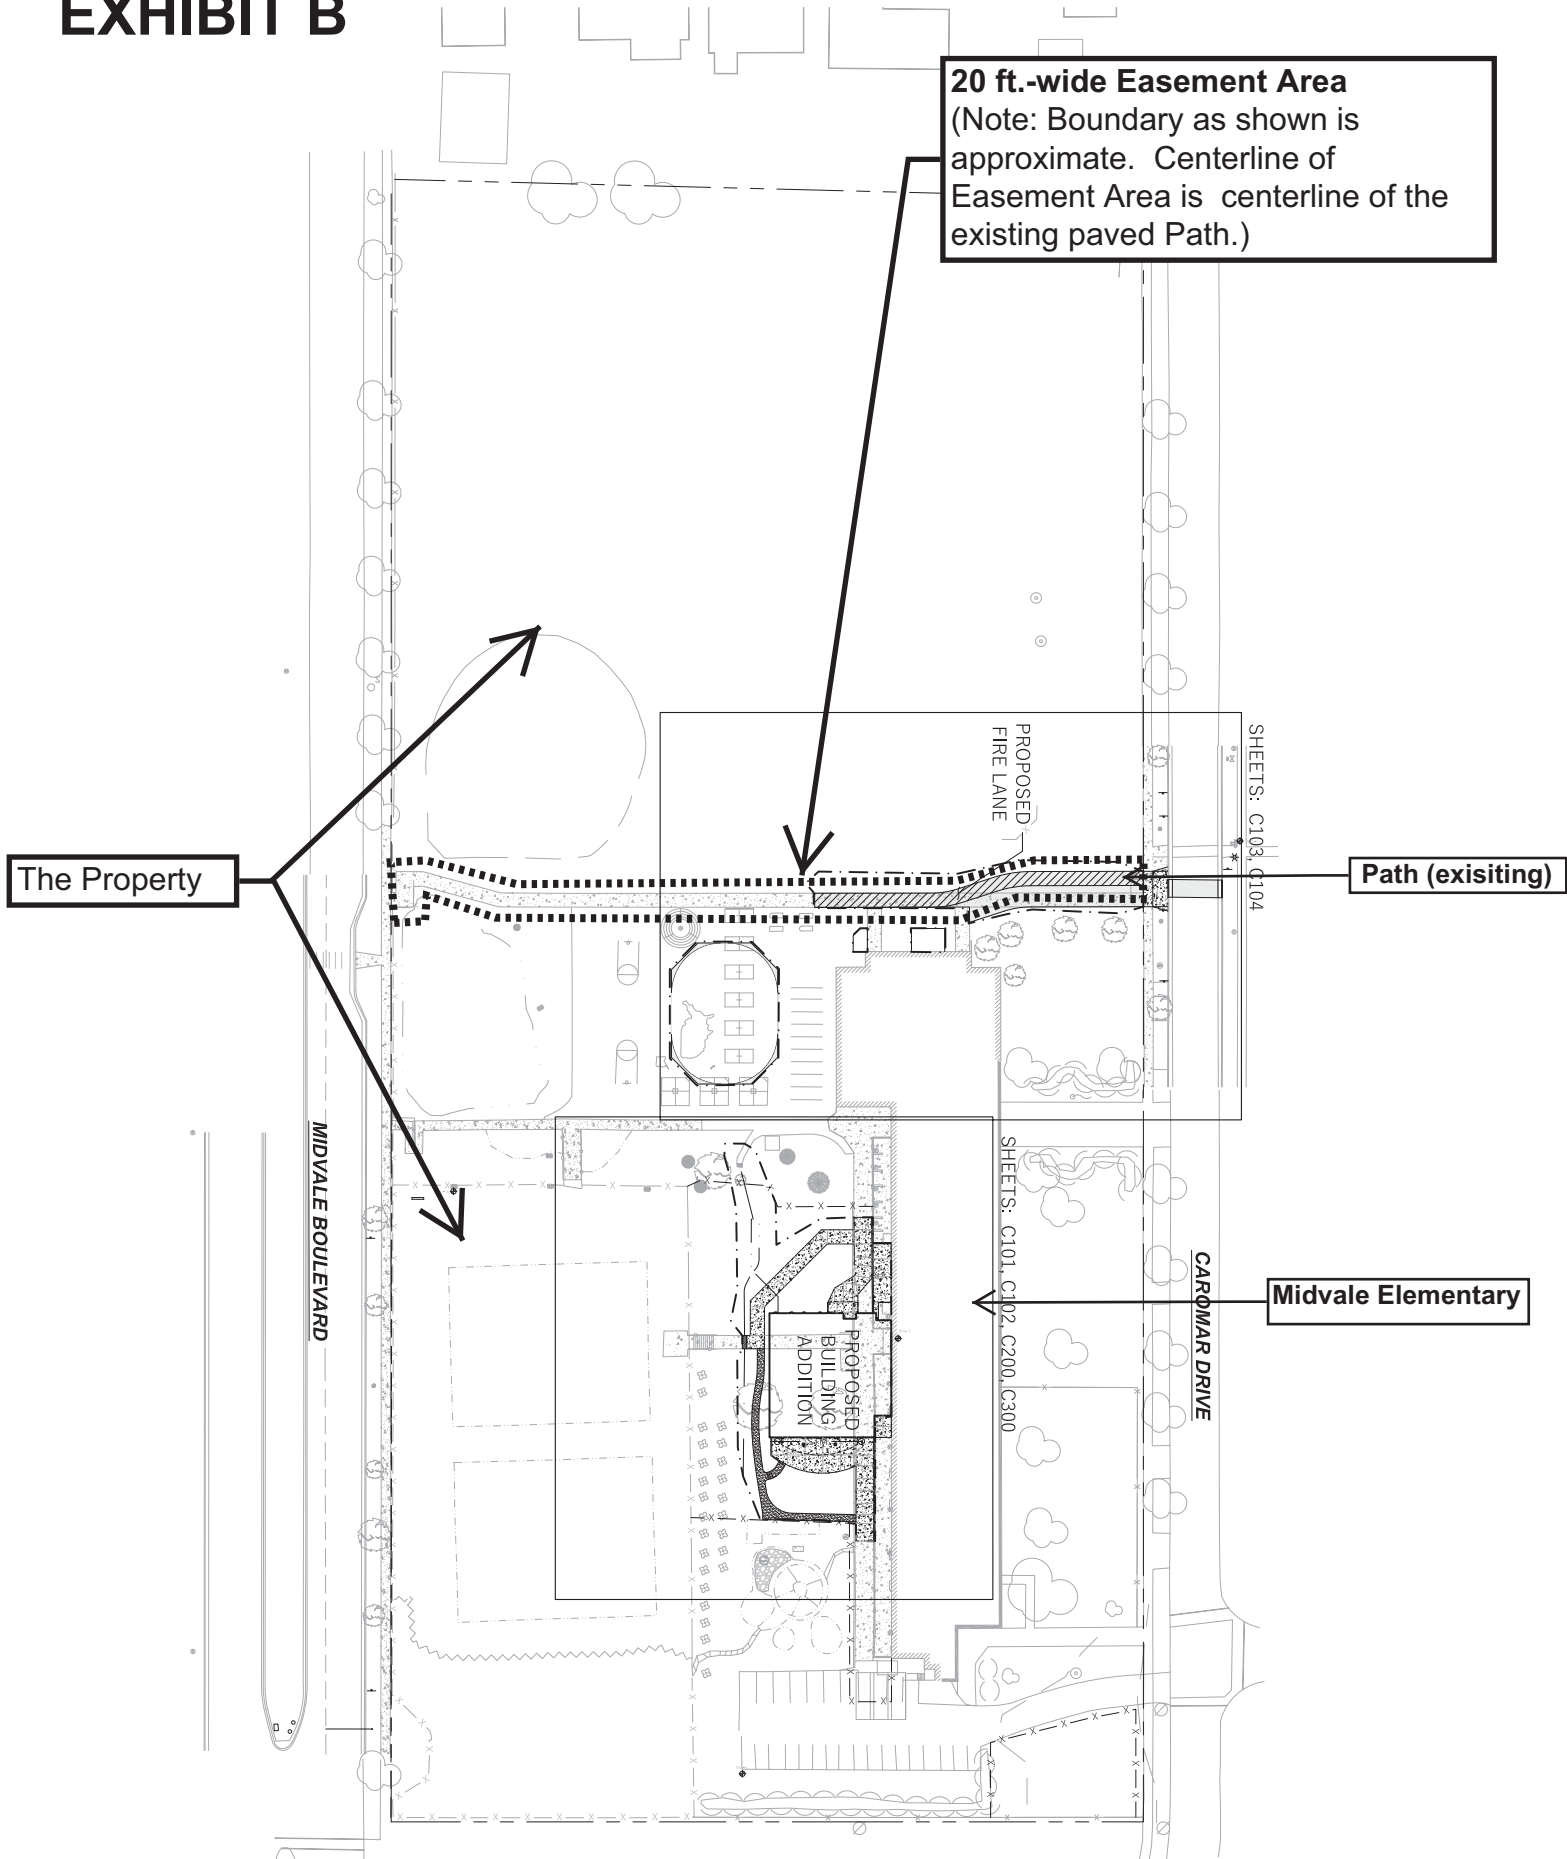 EXHIBIT B
20 ft.-wide Easement Area
(Note: Boundary as shown is
approximate. Centerline of
Easement Area is centerline of the
existing paved Path.)
PROPOSED
FIRE LANE
SHEETS: C103, C104
The Property
Path (exisiting)
MIDVALE BOULEVARD
SHEETS: C101, C102, C200, C300
CAROMAR DRIVE
Midvale Elementary
PROPOSED
BUILDING
ADDITION